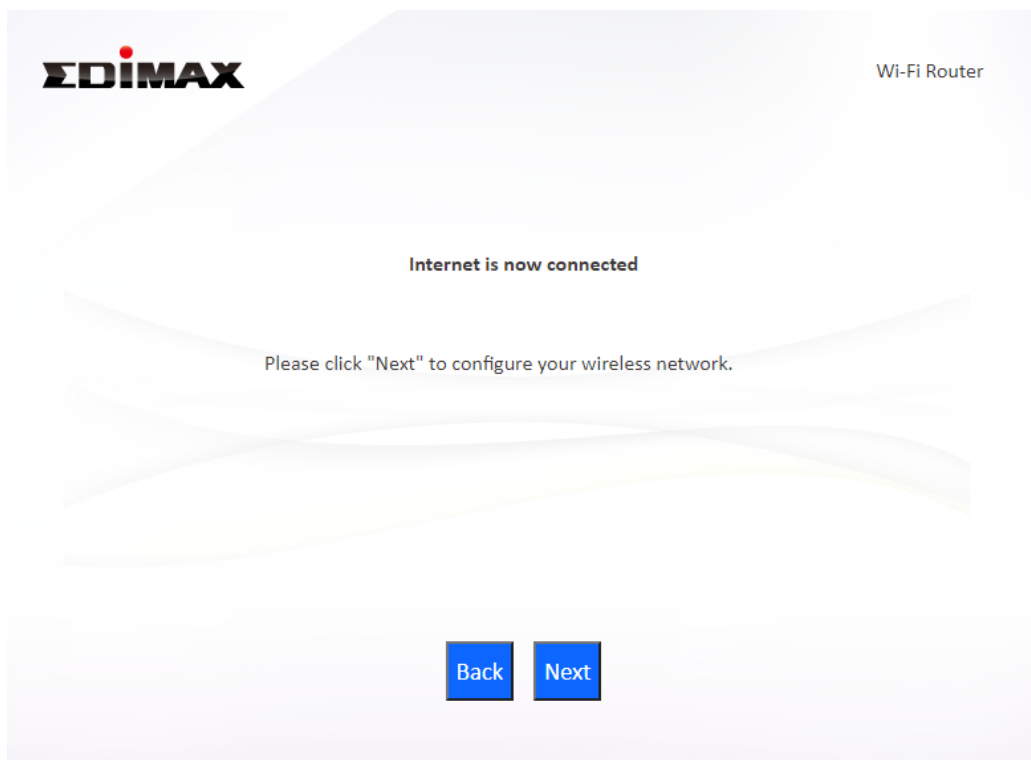 EDIMAX
Wi-Fi Router
Internet is now connected
Please click "Next" to configure your wireless network.
Back
Next